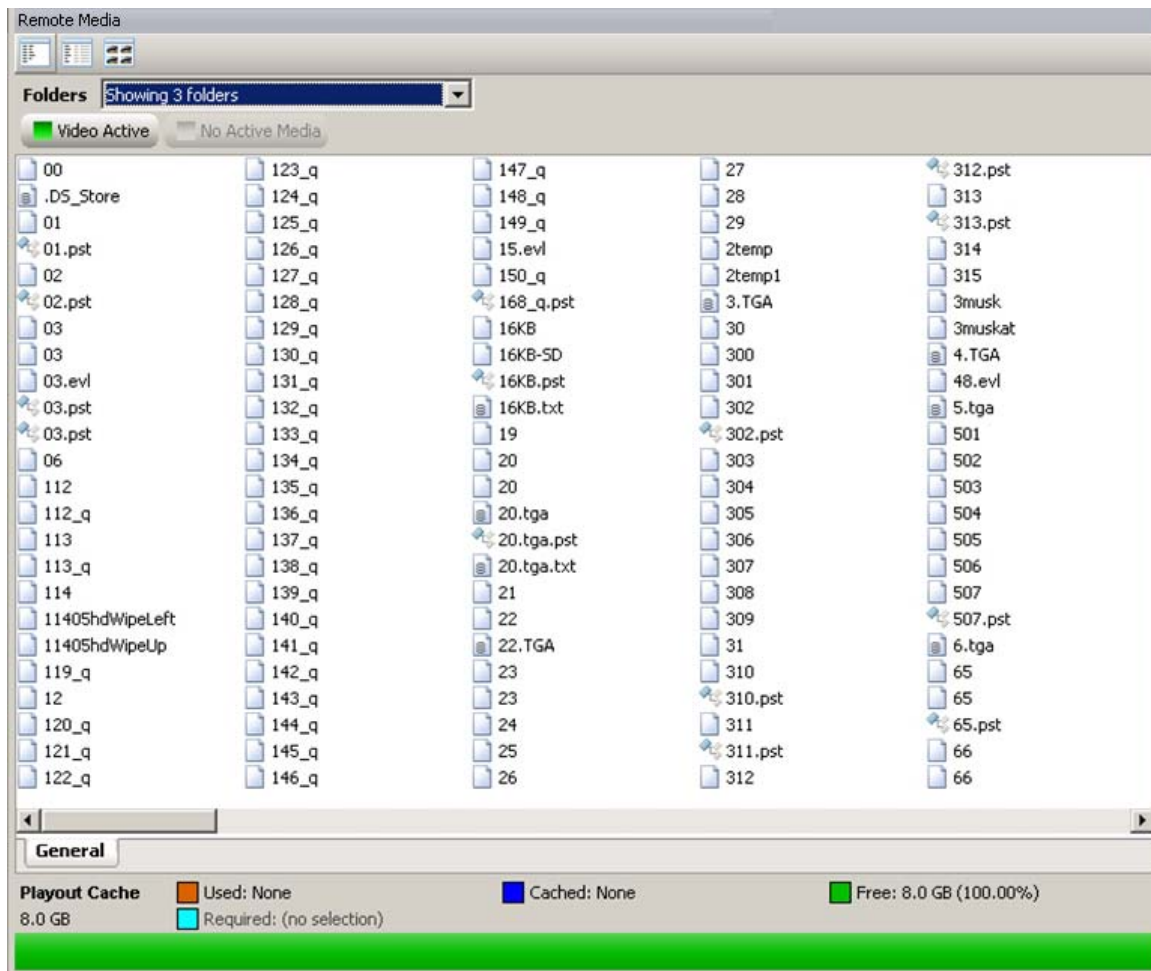 Remote Media
Folders Showing 3 folders
Video Active No Active Media
00
.DS_Store
01
01.pst
02
02.pst
03
03
03.evl
03.pst
03.pst
06
112
112_q
113
113_q
114
11405hdWipeLeft
11405hdWipeUp
119_q
12
120_q
121_q
122_q
123_q
124_q
125_q
126_q
127_q
128_q
129_q
130_q
131_q
132_q
133_q
134_q
135_q
136_q
137_q
138_q
139_q
140_q
141_q
142_q
143_q
144_q
145_q
146_q
147_q
148_q
149_q
15.evl
150_q
168_q.pst
16KB
16KB-SD
16KB.pst
16KB.txt
19
20
20
20.tga
20.tga.pst
20.tga.txt
21
22
22.TGA
23
23
24
25
26
27
28
29
2temp
2temp1
3.TGA
30
300
301
302
302.pst
303
304
305
306
307
308
309
31
310
310.pst
311
311.pst
312
312.pst
313
313.pst
314
315
3musk
3muskat
4.TGA
48.evl
5.tga
501
502
503
504
505
506
507
507.pst
6.tga
65
65
65.pst
66
66
General
Playout Cache Used: None Cached: None Free: 8.0 GB (100.00%)
8.0 GB Required: (no selection)